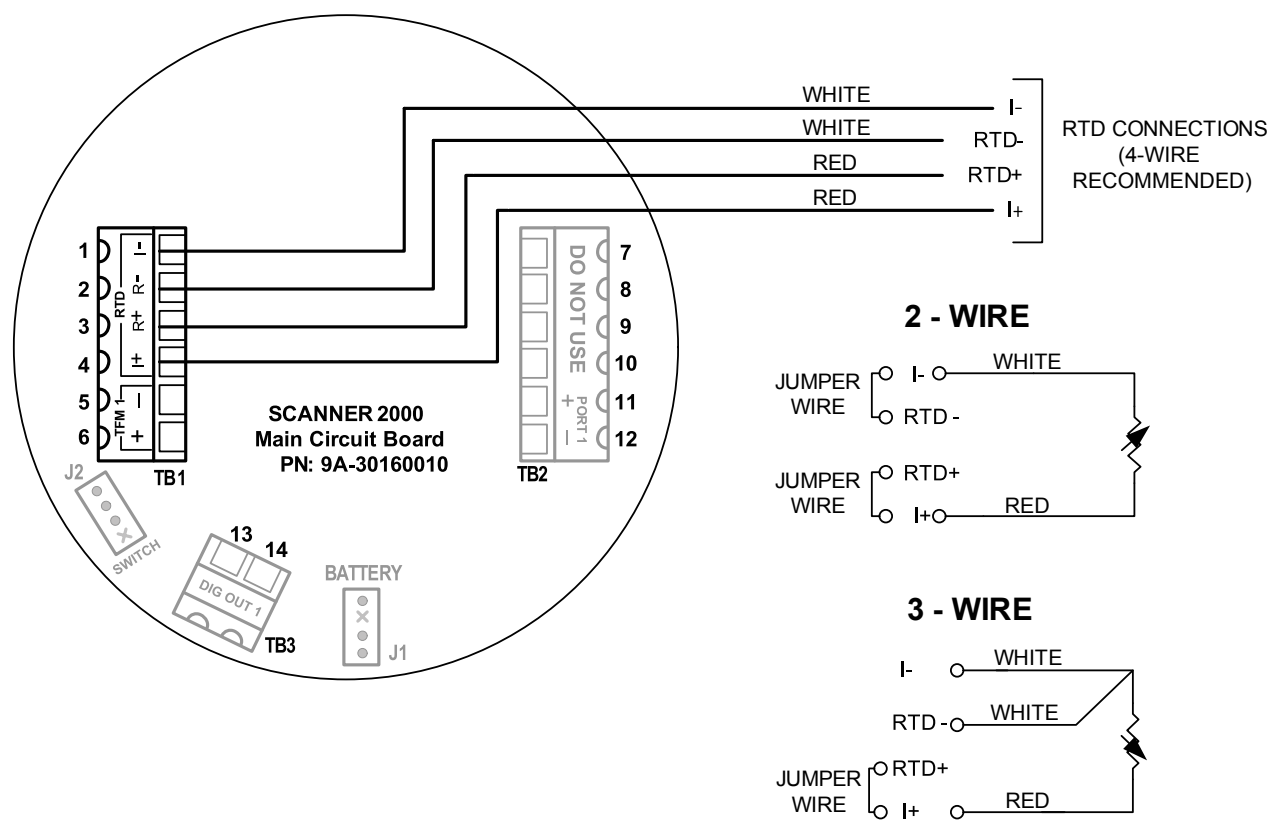 WHITE
I-
WHITE
RTD-
RED
RTD+
RED
I+
RTD CONNECTIONS
(4-WIRE
RECOMMENDED)
1
2
3
4
5
6
RTD
I-
R-
R+
I+
TFM 1
-
+
TB1
DO NOT USE
+
PORT 1
-
7
8
9
10
11
12
TB2
SCANNER 2000
Main Circuit Board
PN: 9A-30160010
J2
SWITCH
13
14
DIG OUT 1
TB3
BATTERY
J1
2 - WIRE
JUMPER
WIRE
I-
WHITE
RTD -
JUMPER
WIRE
RTD+
I+
RED
3 - WIRE
I-
WHITE
RTD -
WHITE
JUMPER
WIRE
RTD+
I+
RED